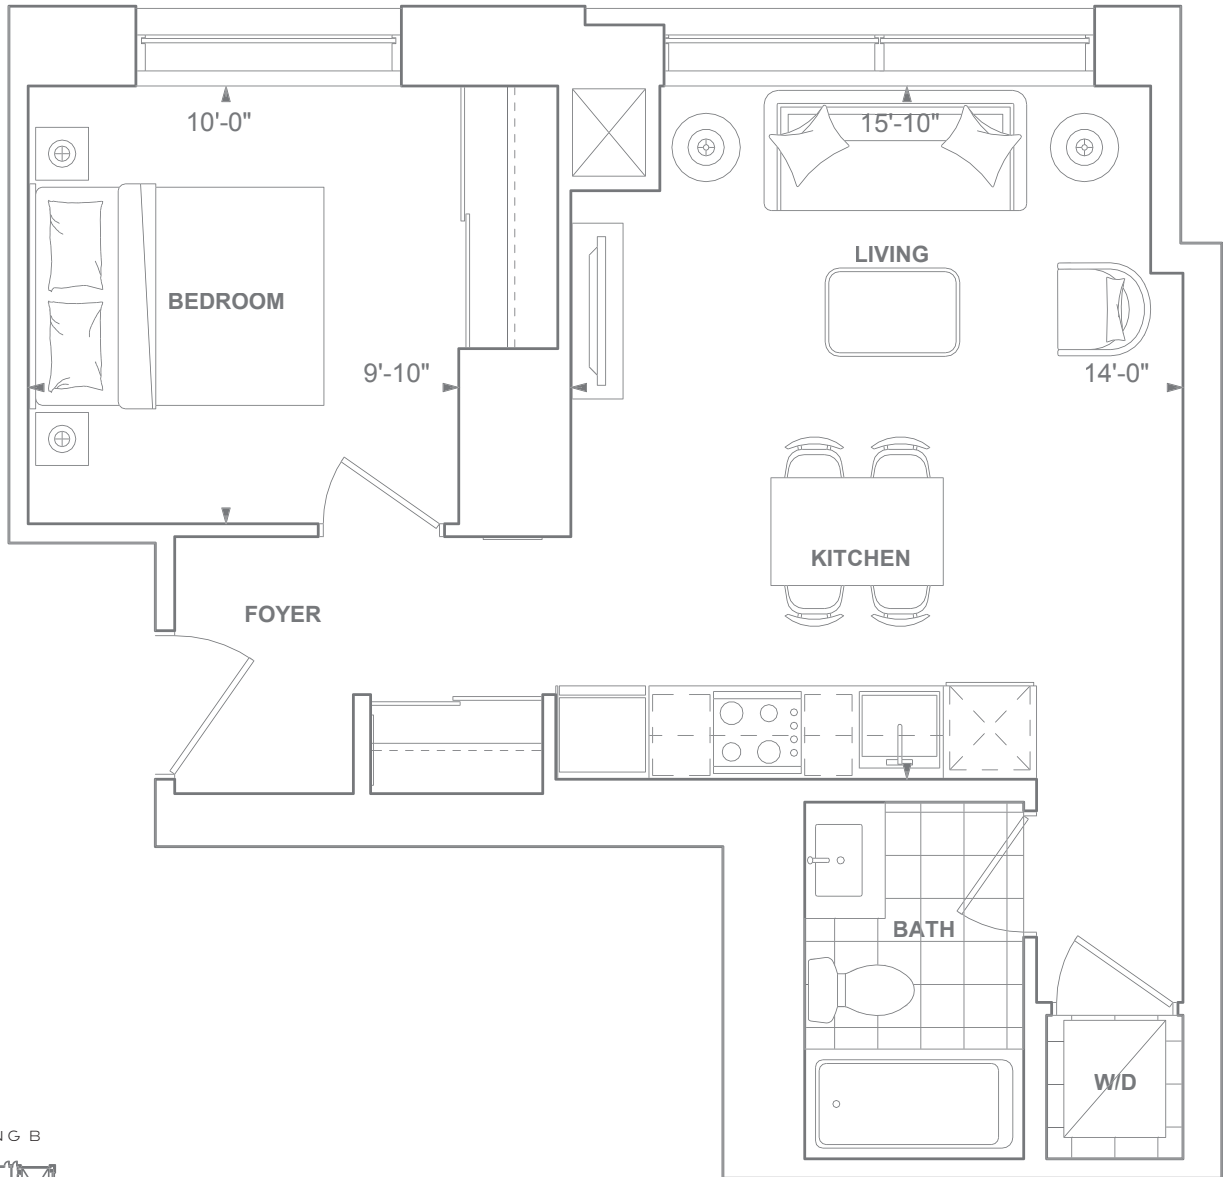 10'-0"
15'-10"
LIVING
BEDROOM
9'-10"
14'-0"
KITCHEN
FOYER
BATH
W/D
G B